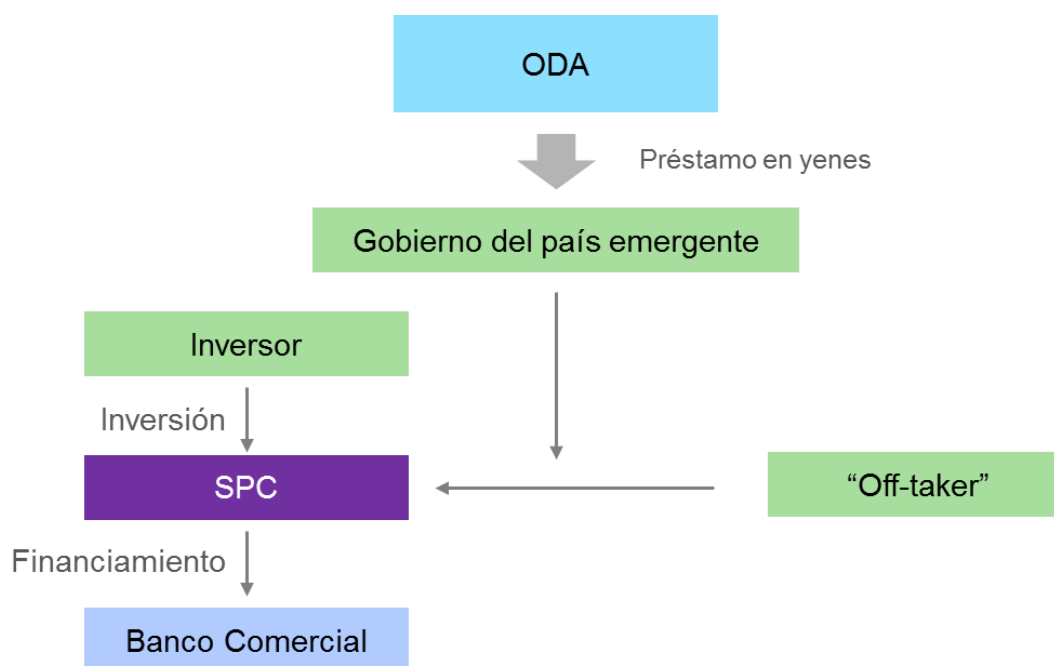 ODA
Préstamo en yenes
Gobierno del país emergente
Inversor
Inversión
SPC
“Off-taker”
Financiamiento
Banco Comercial